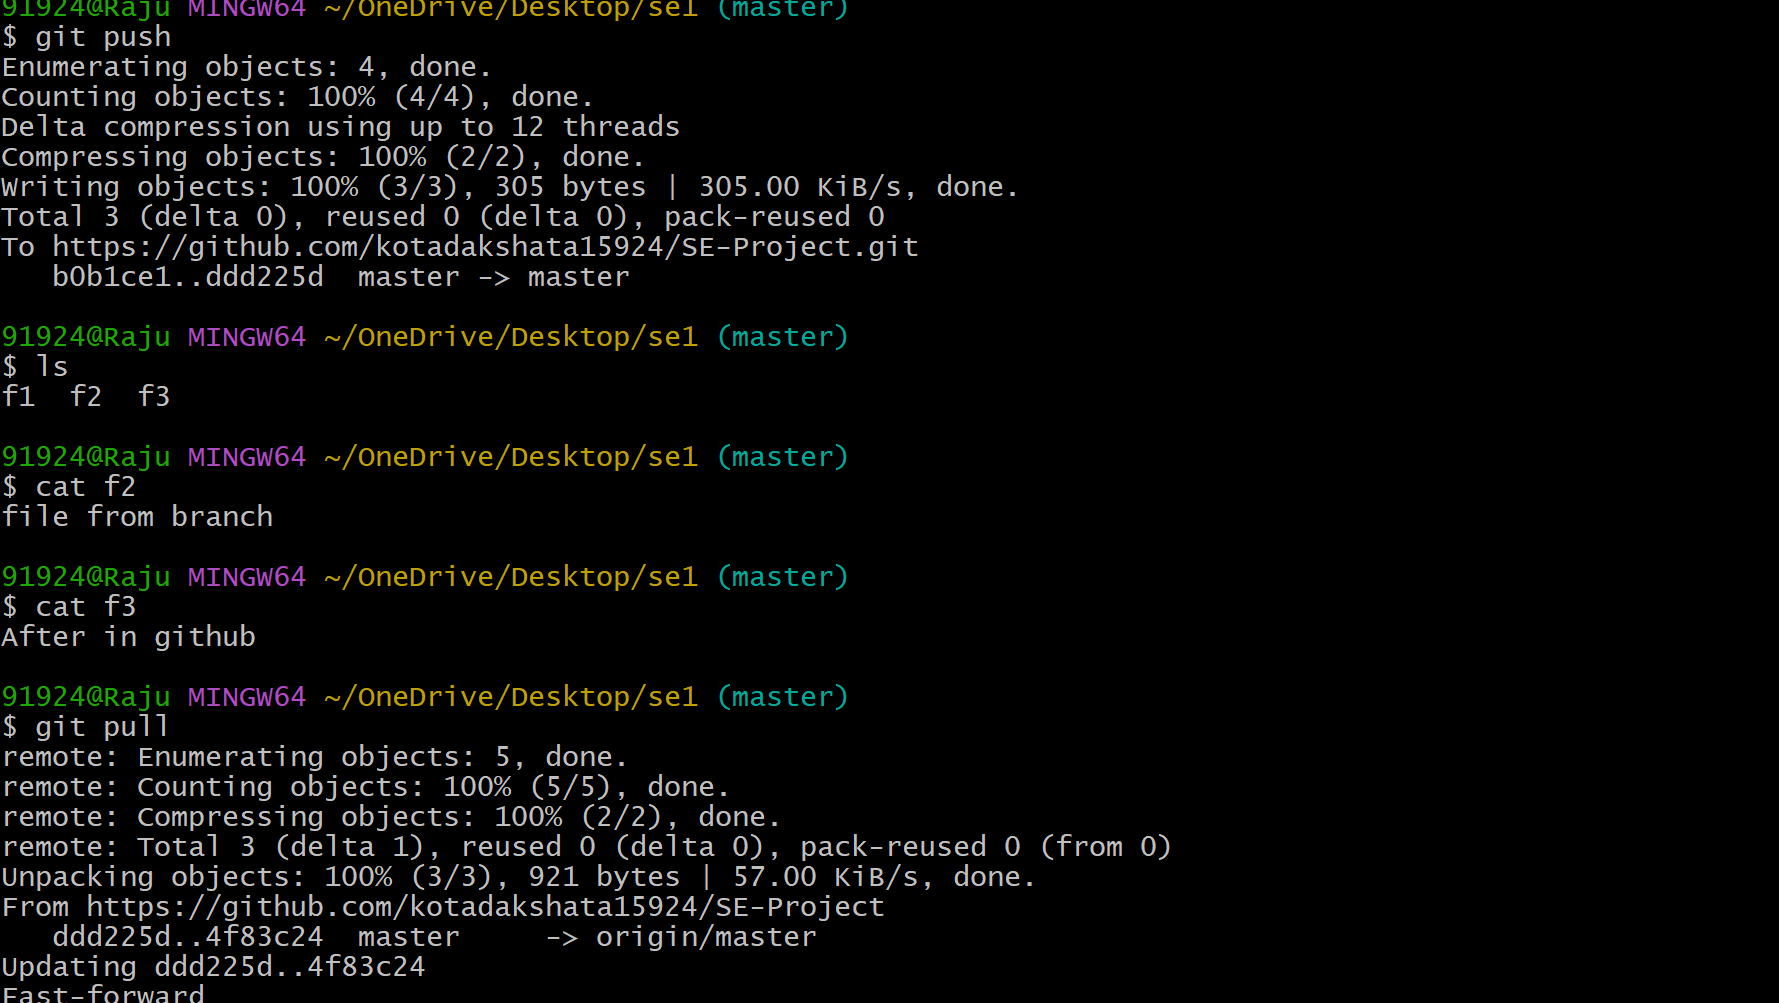 91924@Raju MINGW64 ~/OneDrive/Desktop/se1 (master)
$ git push
Enumerating objects: 4, done.
Counting objects: 100% (4/4), done.
Delta compression using up to 12 threads
Compressing objects: 100% (2/2), done.
Writing objects: 100% (3/3), 305 bytes | 305.00 KiB/s, done.
Total 3 (delta 0), reused 0 (delta 0), pack-reused 0
To https://github.com/kotadakshata15924/SE-Project.git
   b0b1ce1..ddd225d  master -> master

91924@Raju MINGW64 ~/OneDrive/Desktop/se1 (master)
$ ls
f1  f2  f3

91924@Raju MINGW64 ~/OneDrive/Desktop/se1 (master)
$ cat f2
file from branch

91924@Raju MINGW64 ~/OneDrive/Desktop/se1 (master)
$ cat f3
After in github

91924@Raju MINGW64 ~/OneDrive/Desktop/se1 (master)
$ git pull
remote: Enumerating objects: 5, done.
remote: Counting objects: 100% (5/5), done.
remote: Compressing objects: 100% (2/2), done.
remote: Total 3 (delta 1), reused 0 (delta 0), pack-reused 0 (from 0)
Unpacking objects: 100% (3/3), 921 bytes | 57.00 KiB/s, done.
From https://github.com/kotadakshata15924/SE-Project
   ddd225d..4f83c24  master     -> origin/master
Updating ddd225d..4f83c24
Fast-forward